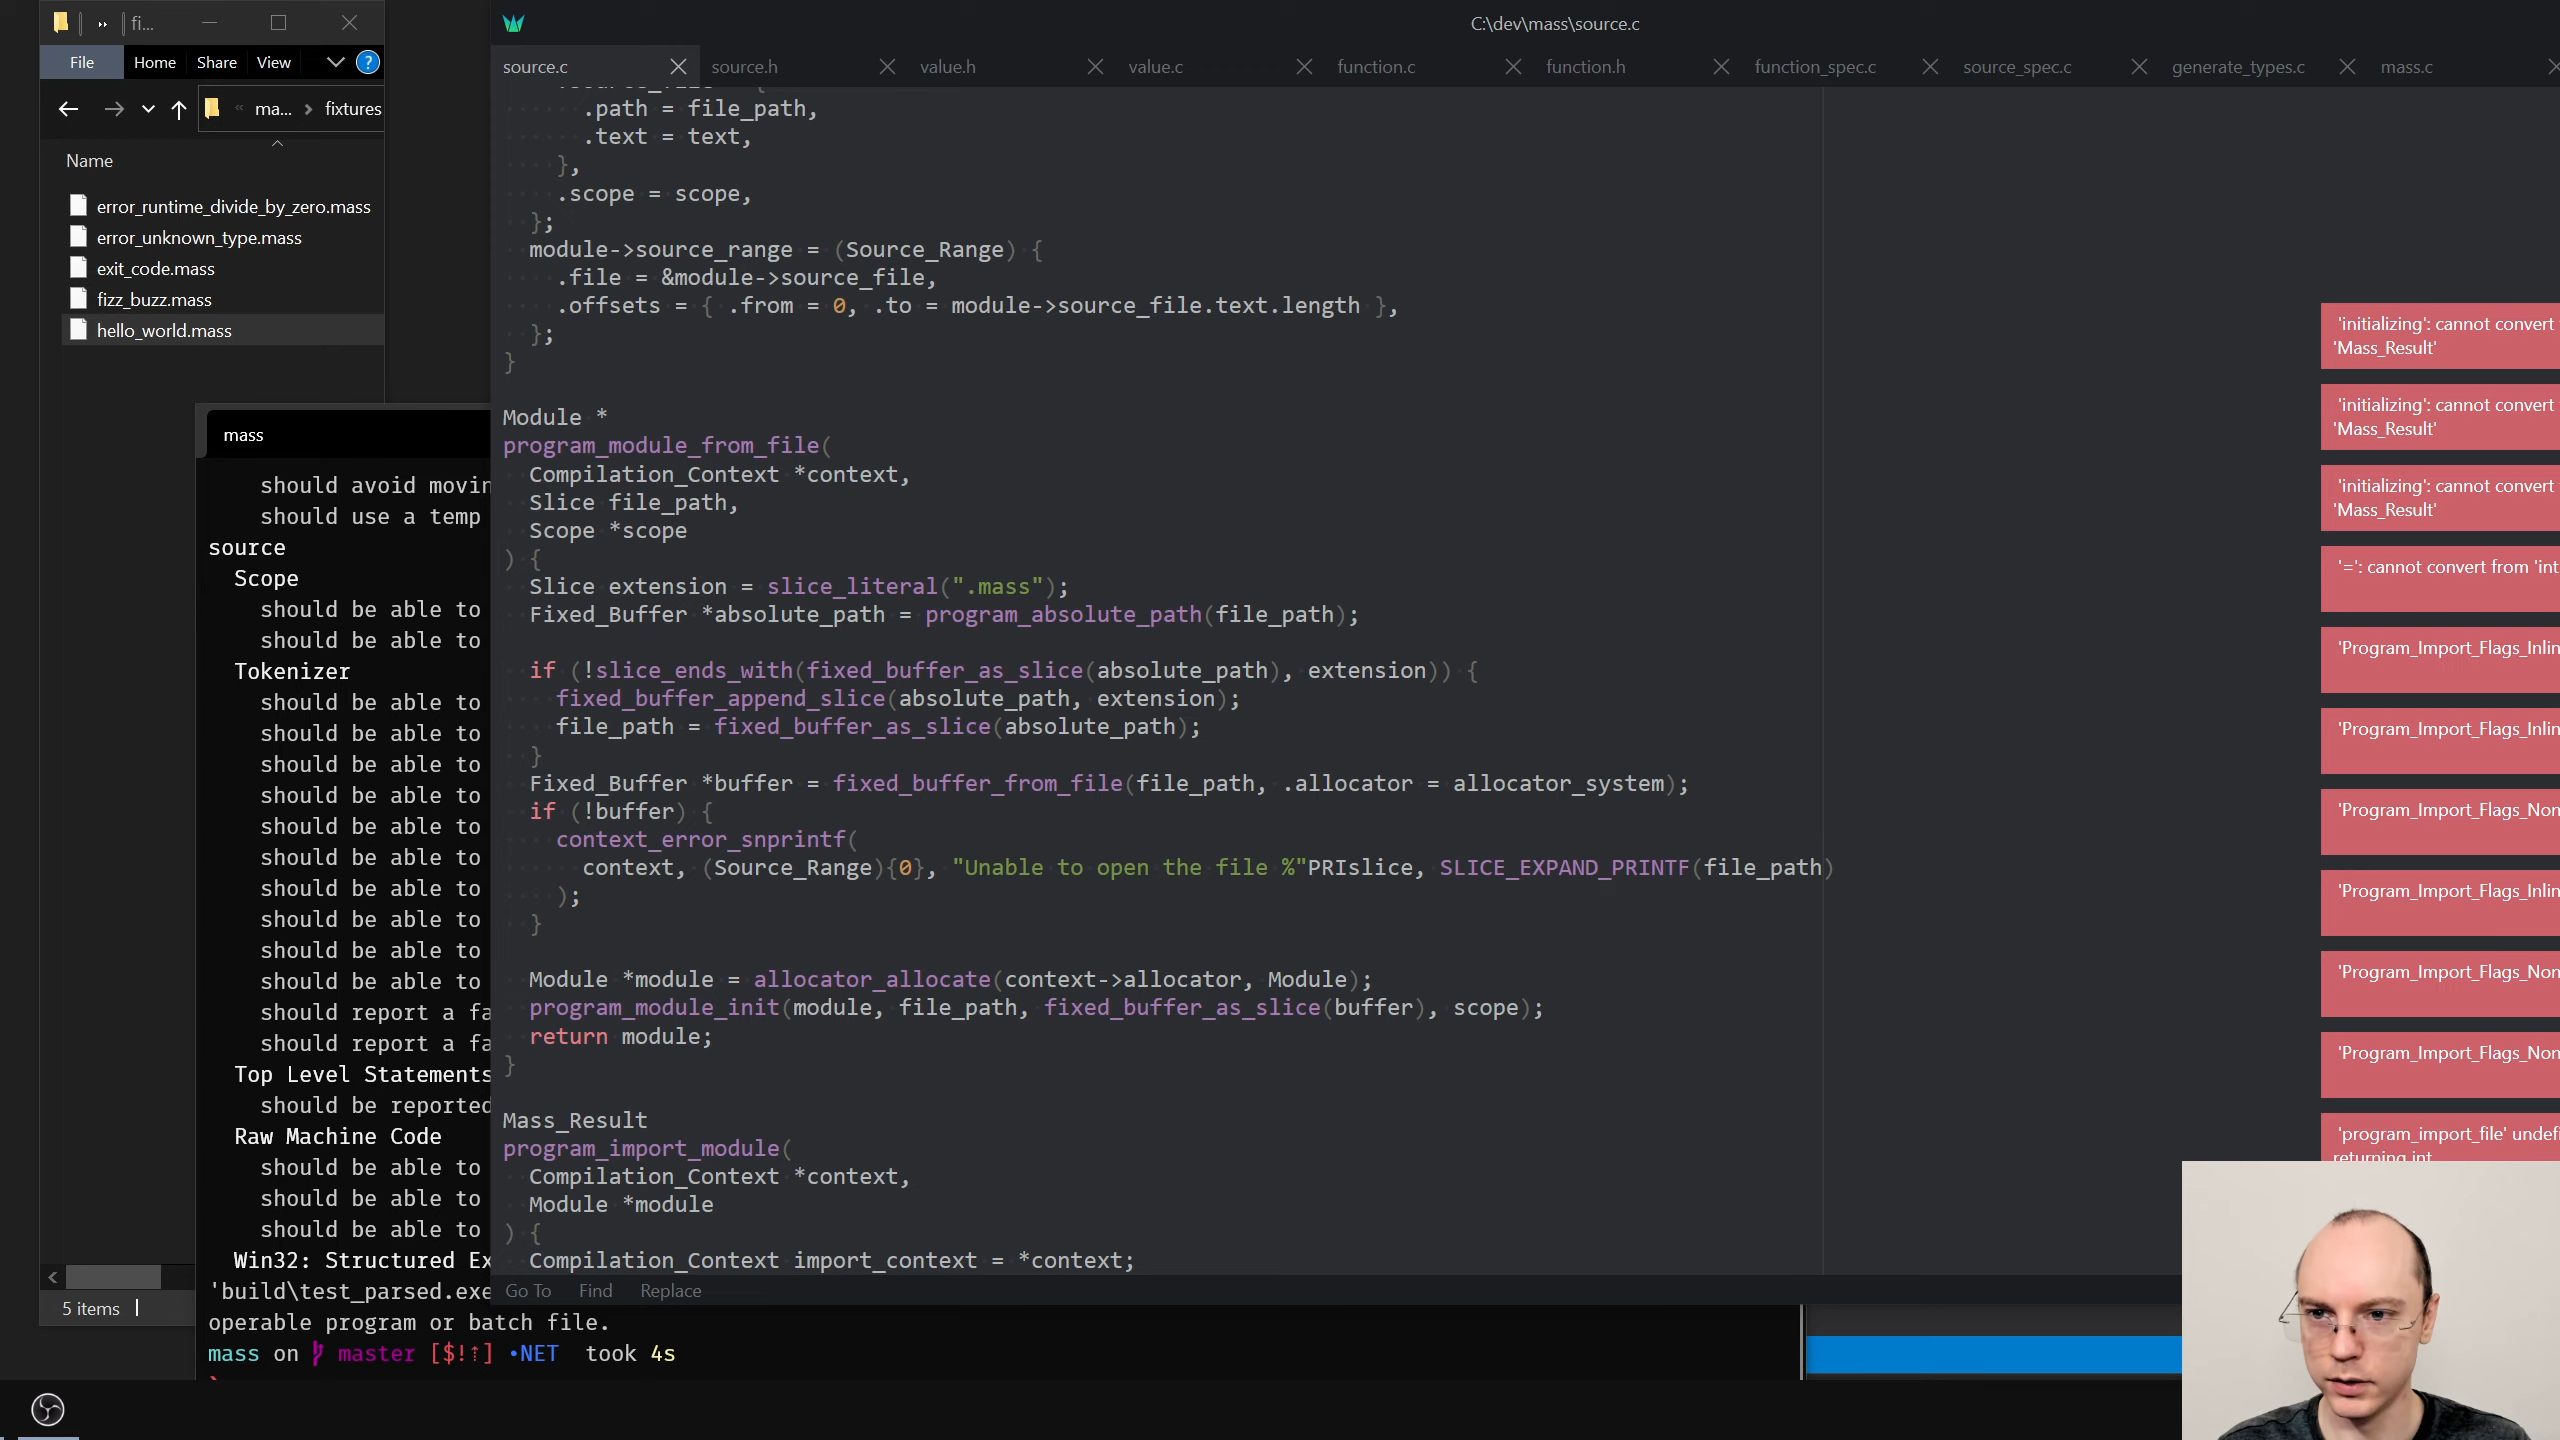 fi...
File Home Share View ?
ma... fixtures
Name
error_runtime_divide_by_zero.mass
error_unknown_type.mass
exit_code.mass
fizz_buzz.mass
hello_world.mass
5 items
mass
should avoid movin
should use a temp
source
Scope
should be able to
should be able to
Tokenizer
should be able to
should be able to
should be able to
should be able to
should be able to
should be able to
should be able to
should be able to
should be able to
should be able to
should report a fa
should report a fa
Top Level Statements
should be reported
Raw Machine Code
should be able to
should be able to
should be able to
Win32: Structured Ex
'build\test_parsed.exe
operable program or batch file.
mass on master [$!⇡] •NET took 4s
C:\dev\mass\source.c
source.c source.h value.h value.c function.c function.h function_spec.c source_spec.c generate_types.c mass.c
.path = file_path,
.text = text,
},
.scope = scope,
};
module->source_range = (Source_Range) {
.file = &module->source_file,
.offsets = { .from = 0, .to = module->source_file.text.length },
};
}
Module *
program_module_from_file(
Compilation_Context *context,
Slice file_path,
Scope *scope
) {
Slice extension = slice_literal(".mass");
Fixed_Buffer *absolute_path = program_absolute_path(file_path);
if (!slice_ends_with(fixed_buffer_as_slice(absolute_path), extension)) {
fixed_buffer_append_slice(absolute_path, extension);
file_path = fixed_buffer_as_slice(absolute_path);
}
Fixed_Buffer *buffer = fixed_buffer_from_file(file_path, .allocator = allocator_system);
if (!buffer) {
context_error_snprintf(
context, (Source_Range){0}, "Unable to open the file %"PRIslice, SLICE_EXPAND_PRINTF(file_path)
);
}
Module *module = allocator_allocate(context->allocator, Module);
program_module_init(module, file_path, fixed_buffer_as_slice(buffer), scope);
return module;
}
Mass_Result
program_import_module(
Compilation_Context *context,
Module *module
) {
Compilation_Context import_context = *context;
Go To Find Replace
'initializing': cannot convert
'Mass_Result'
'initializing': cannot convert
'Mass_Result'
'initializing': cannot convert
'Mass_Result'
'=': cannot convert from 'int
'Program_Import_Flags_Inlin
'Program_Import_Flags_Inlin
'Program_Import_Flags_Non
'Program_Import_Flags_Inlin
'Program_Import_Flags_Non
'Program_Import_Flags_Non
'program_import_file' undefi
returning int